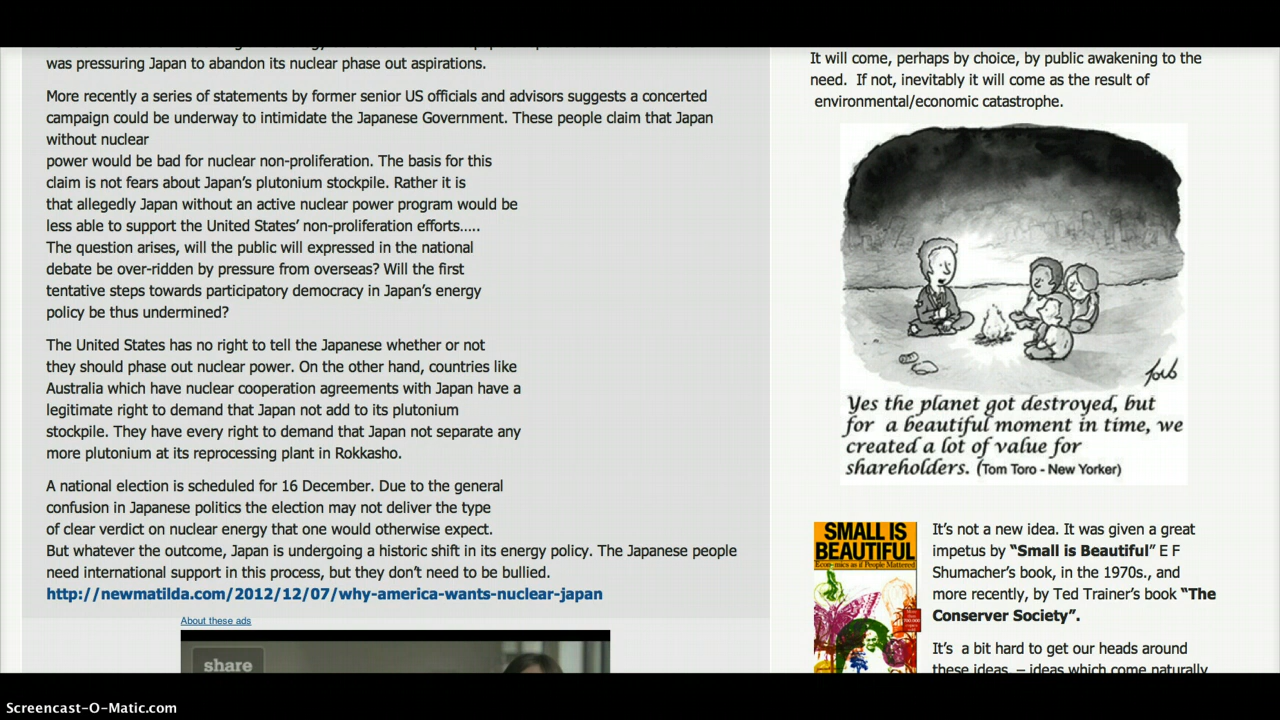 was pressuring Japan to abandon its nuclear phase out aspirations.
More recently a series of statements by former senior US officials and advisors suggests a concerted
campaign could be underway to intimidate the Japanese Government. These people claim that Japan
without nuclear
power would be bad for nuclear non-proliferation. The basis for this
claim is not fears about Japan's plutonium stockpile. Rather it is
that allegedly Japan without an active nuclear power program would be
less able to support the United States' non-proliferation efforts.....
The question arises, will the public will expressed in the national
debate be over-ridden by pressure from overseas? Will the first
tentative steps towards participatory democracy in Japan's energy
policy be thus undermined?
The United States has no right to tell the Japanese whether or not
they should phase out nuclear power. On the other hand, countries like
Australia which have nuclear cooperation agreements with Japan have a
legitimate right to demand that Japan not add to its plutonium
stockpile. They have every right to demand that Japan not separate any
more plutonium at its reprocessing plant in Rokkasho.
A national election is scheduled for 16 December. Due to the general
confusion in Japanese politics the election may not deliver the type
of clear verdict on nuclear energy that one would otherwise expect.
But whatever the outcome, Japan is undergoing a historic shift in its energy policy. The Japanese people
need international support in this process, but they don't need to be bullied.
http://newmatilda.com/2012/12/07/why-america-wants-nuclear-japan
About these ads
share
It will come, perhaps by choice, by public awakening to the
need.  If not, inevitably it will come as the result of
environmental/economic catastrophe.
Toro
Yes the planet got destroyed, but
for  a beautiful moment in time, we
created a lot of value for
shareholders. (Tom Toro - New Yorker)
SMALL IS
BEAUTIFUL
Economics as if People Mattered
It's not a new idea. It was given a great
impetus by "Small is Beautiful" E F
Shumacher's book, in the 1970s., and
more recently, by Ted Trainer's book "The
Conserver Society".
It's  a bit hard to get our heads around
these ideas, – ideas which come naturally
Screencast-O-Matic.com